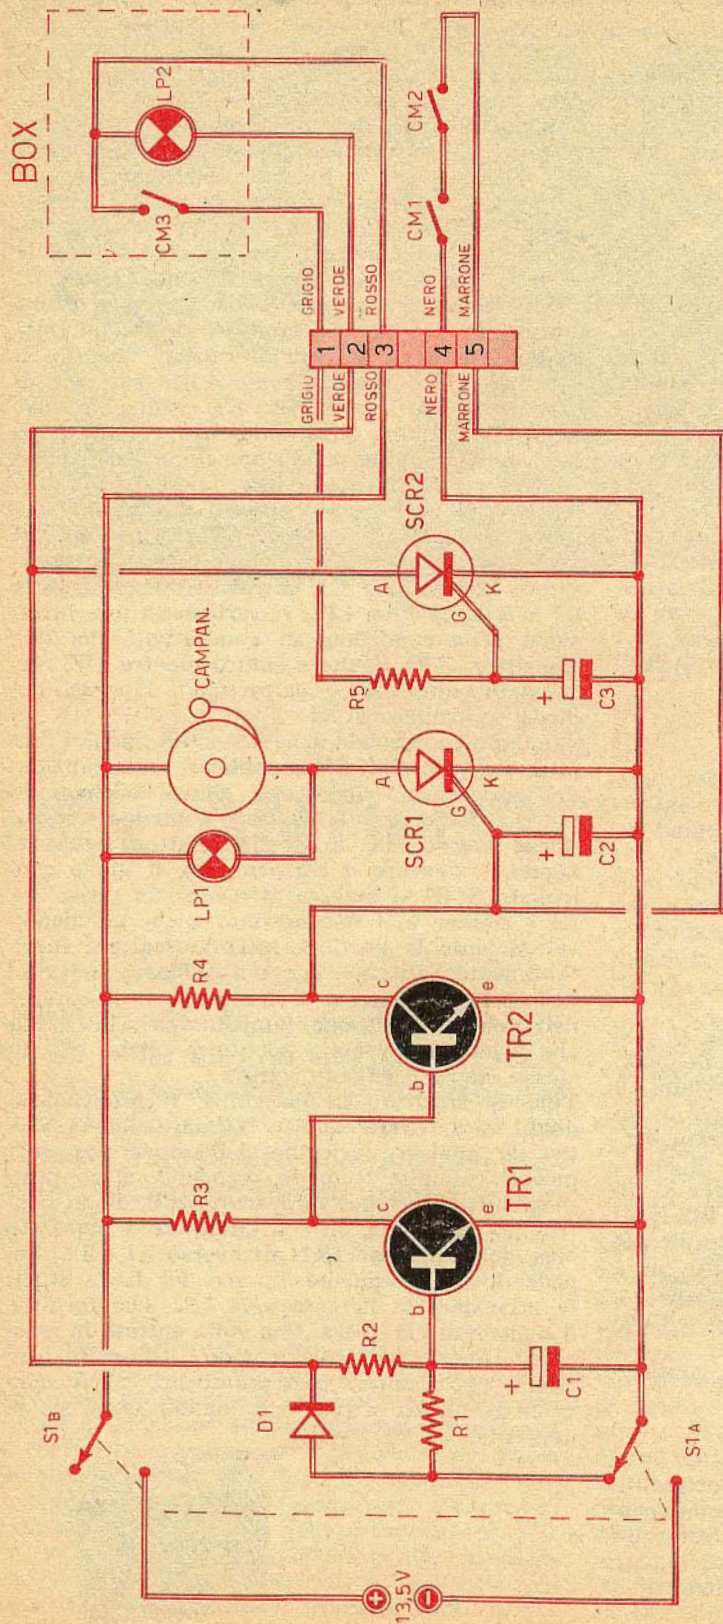 BOX
LP2
CM3
CM2
CM1
GRIGIO
VERDE
ROSSO
NERO
MARRONE
1
2
3
4
5
GRIGIO
VERDE
ROSSO
NERO
MARRONE
S1B
13,5V
+
−
S1A
D1
R1
R2
+
C1
R3
b
c
e
TR1
R4
b
c
e
TR2
LP1
CAMPAN.
A
G
K
SCR1
+
C2
R5
A
G
K
SCR2
+
C3